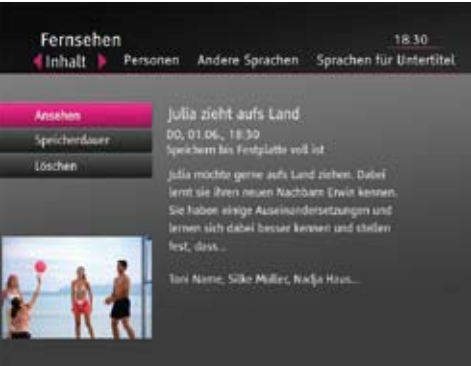 Fernsehen
18:30
Inhalt Personen Andere Sprachen Sprachen für Untertitel
Ansehen
Speicherdauer
Löschen
Julia zieht aufs Land
DO, 01.06., 18:30
Speichern bis Festplatte voll ist
Julia möchte gerne aufs Land ziehen. Dabei
lernt sie ihren neuen Nachbarn Erwin kennen.
Sie haben einige Auseinandersetzungen und
lernen sich dabei besser kennen und stellen
fest, dass...
Toni Name, Silke Müller, Nadja Haus...